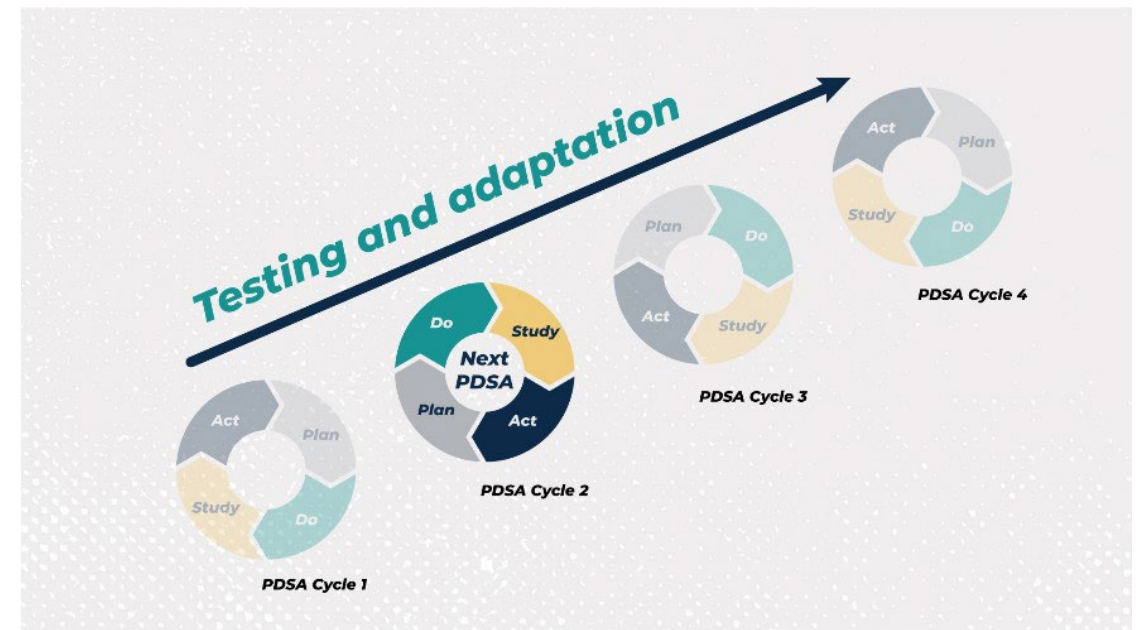 Testing and adaptation
Act
Plan
Study
Do
PDSA Cycle 1
Do
Study
Next
PDSA
Plan
Act
PDSA Cycle 2
Plan
Do
Act
Study
PDSA Cycle 3
Act
Plan
Study
Do
PDSA Cycle 4